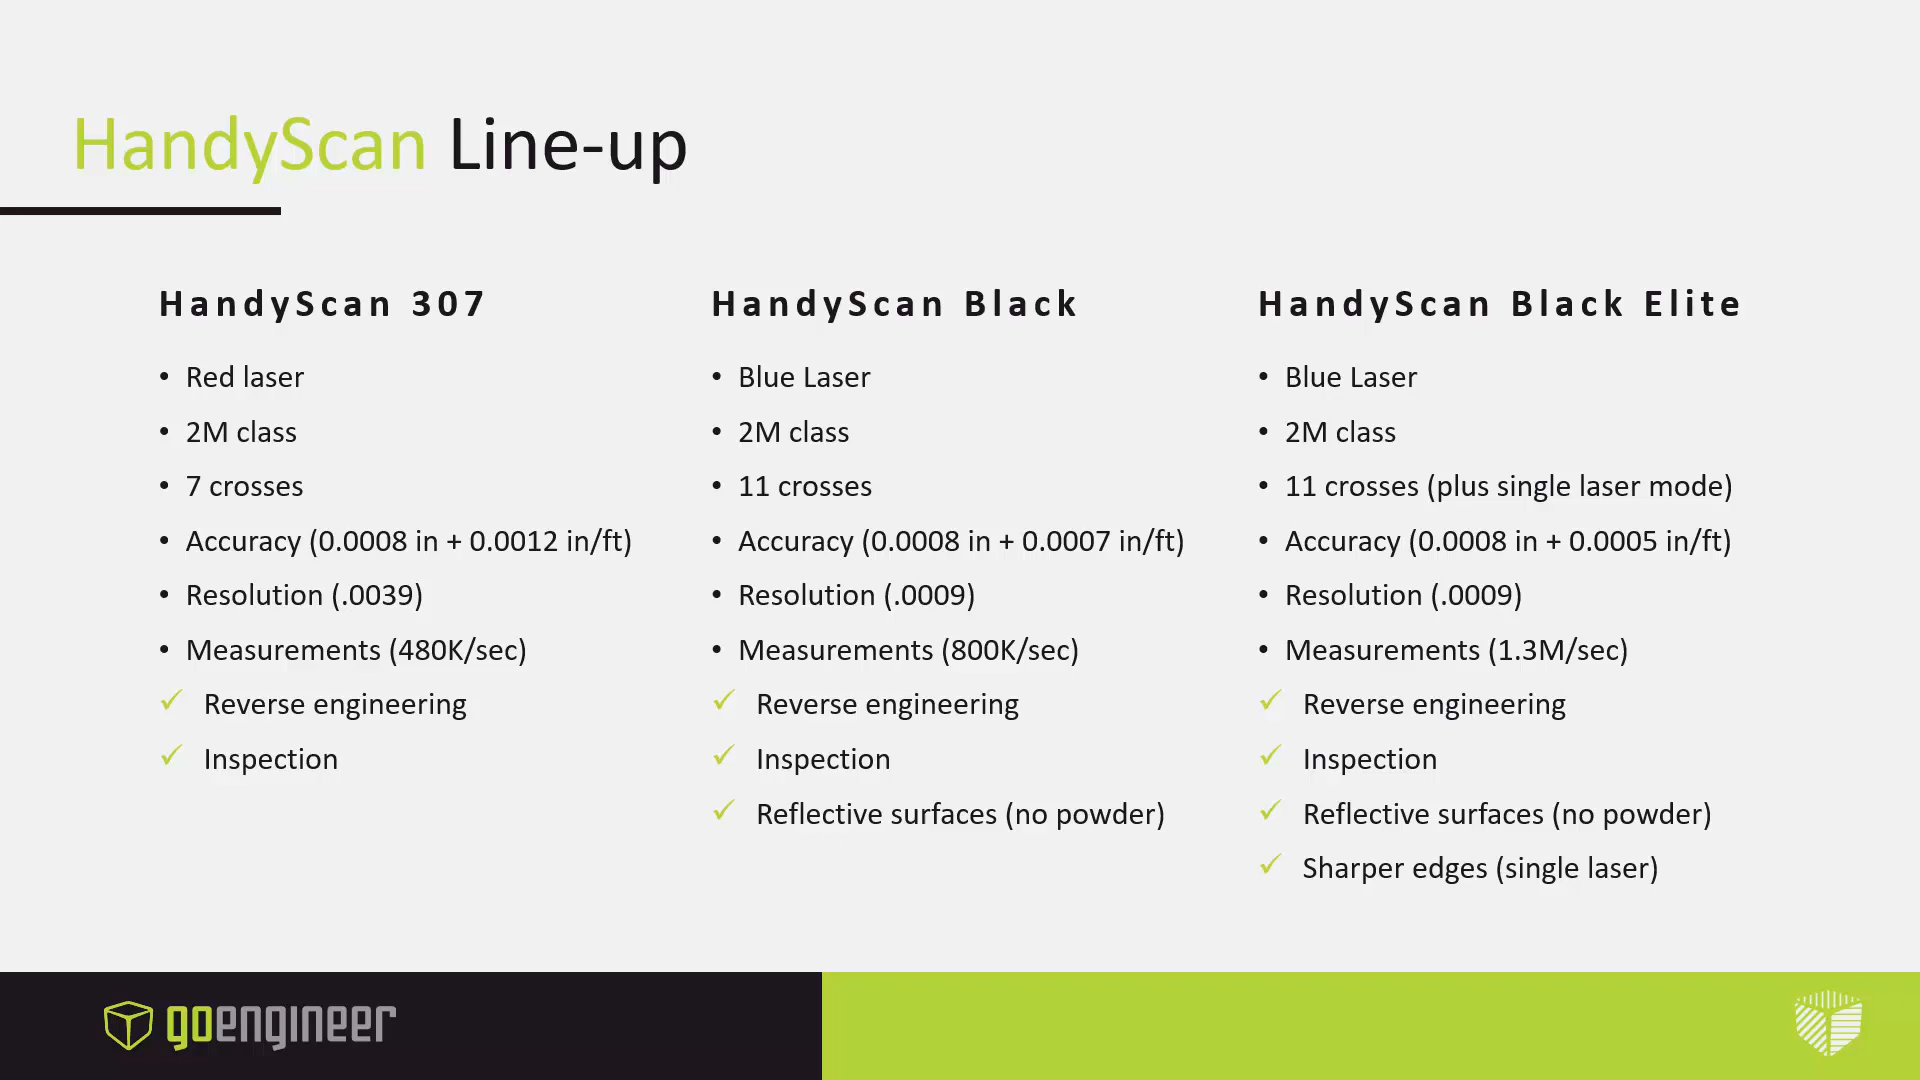 HandyScan Line-up
HandyScan 307
• Red laser
• 2M class
• 7 crosses
• Accuracy (0.0008 in + 0.0012 in/ft)
• Resolution (.0039)
• Measurements (480K/sec)
✓ Reverse engineering
✓ Inspection
HandyScan Black
• Blue Laser
• 2M class
• 11 crosses
• Accuracy (0.0008 in + 0.0007 in/ft)
• Resolution (.0009)
• Measurements (800K/sec)
✓ Reverse engineering
✓ Inspection
✓ Reflective surfaces (no powder)
HandyScan Black Elite
• Blue Laser
• 2M class
• 11 crosses (plus single laser mode)
• Accuracy (0.0008 in + 0.0005 in/ft)
• Resolution (.0009)
• Measurements (1.3M/sec)
✓ Reverse engineering
✓ Inspection
✓ Reflective surfaces (no powder)
✓ Sharper edges (single laser)
goengineer